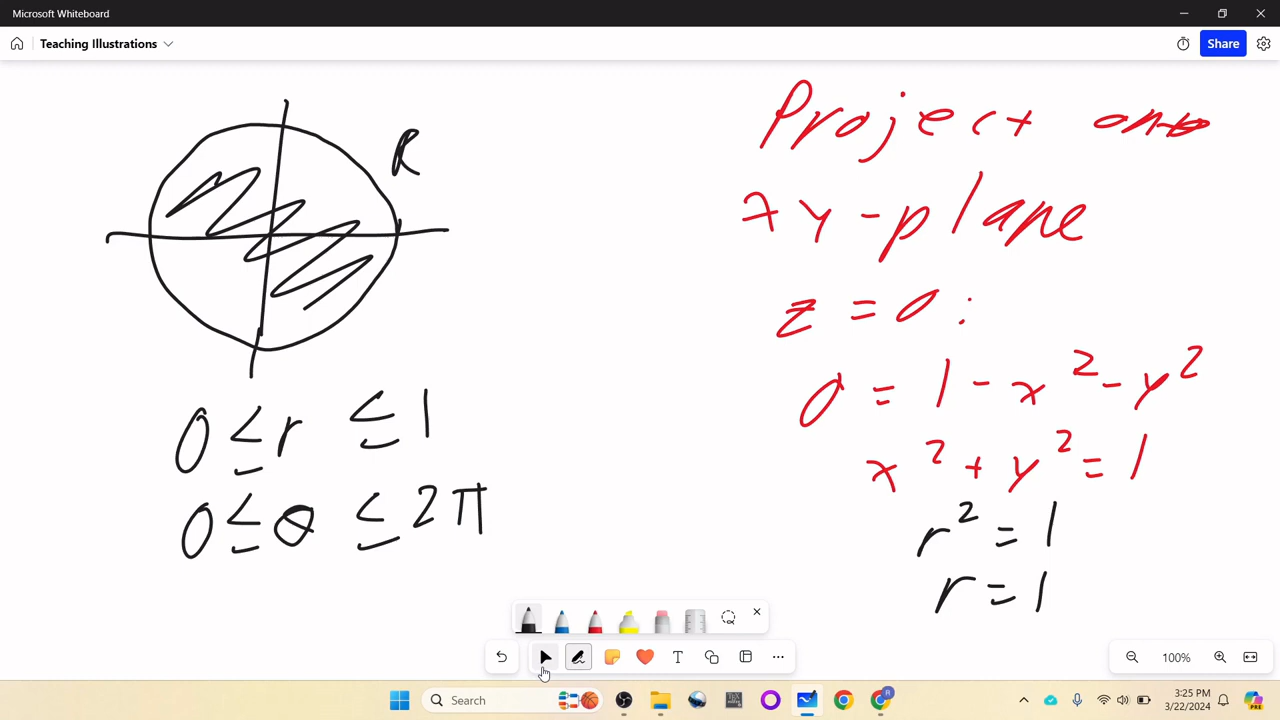 Microsoft Whiteboard
Teaching Illustrations
Share
R
0 ≤ r ≤ 1
0 ≤ θ ≤ 2π
Project onto
xy-plane
z = 0:
0 = 1 - x² - y²
x² + y² = 1
r² = 1
r = 1
T
100%
Search
3:25 PM
3/22/2024
PRE